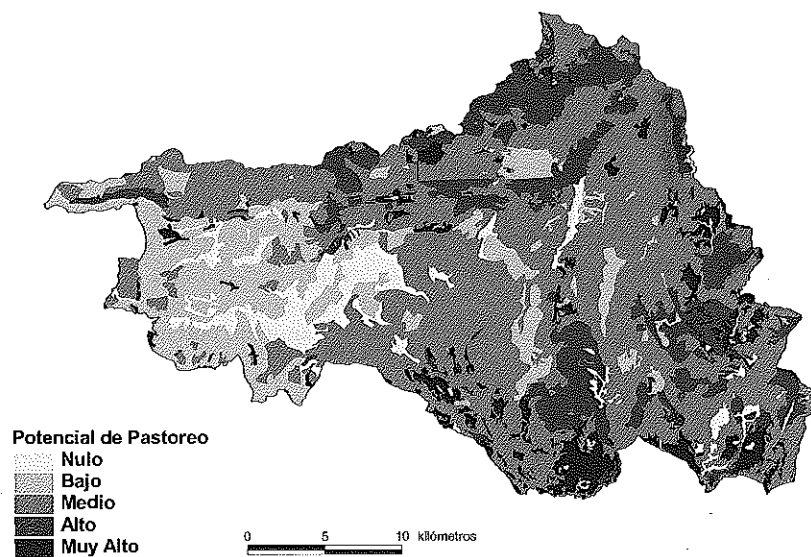 Potencial de Pastoreo
Nulo
Bajo
Medio
Alto
Muy Alto
0 5 10 kilómetros